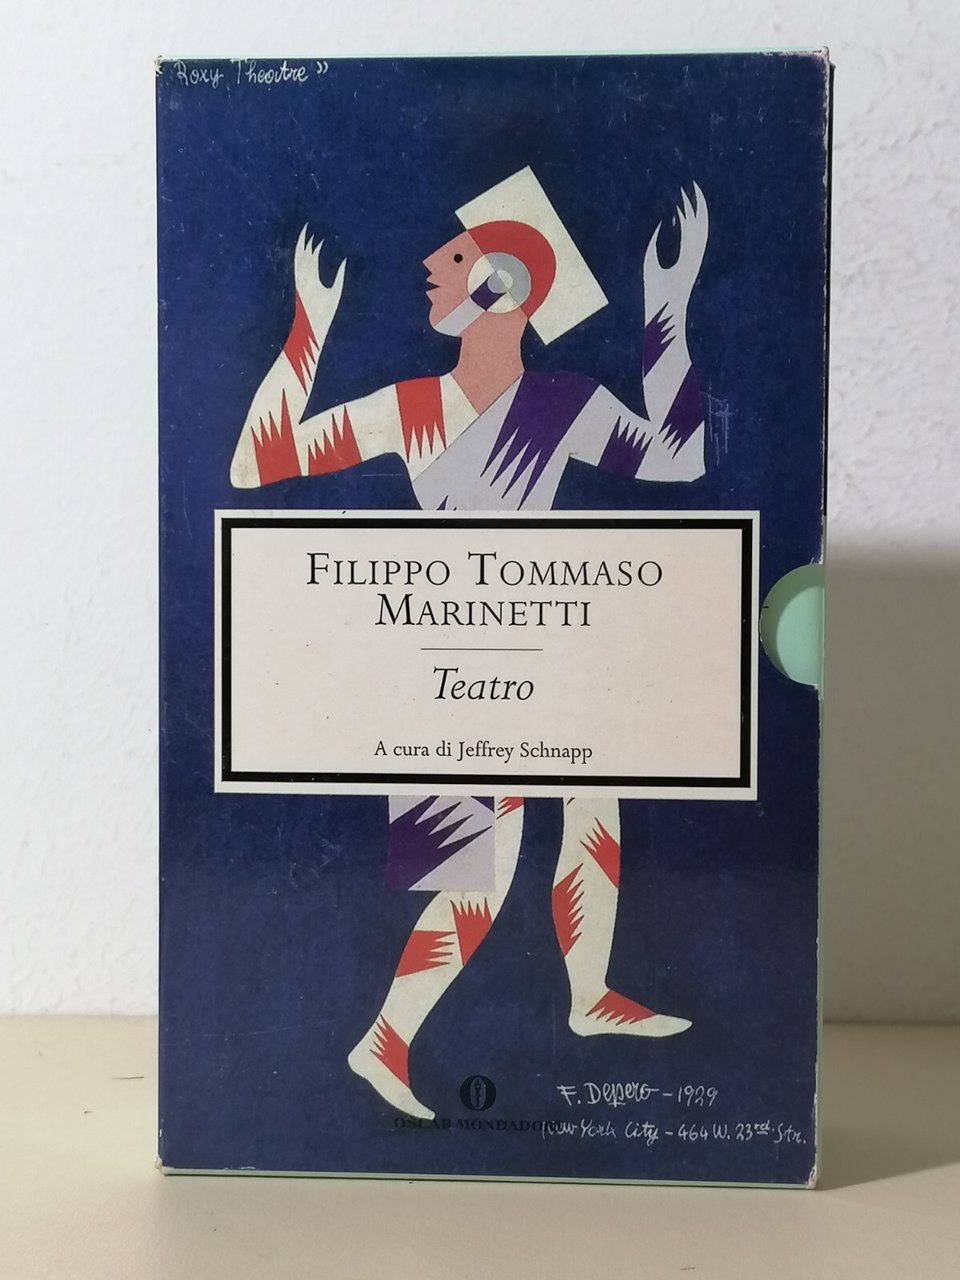 "Roxy Theatre"
FILIPPO TOMMASO
MARINETTI
Teatro
A cura di Jeffrey Schnapp
F. Depero - 1929
OSCAR MONDADORI
New York City - 464 W. 23rd Str.